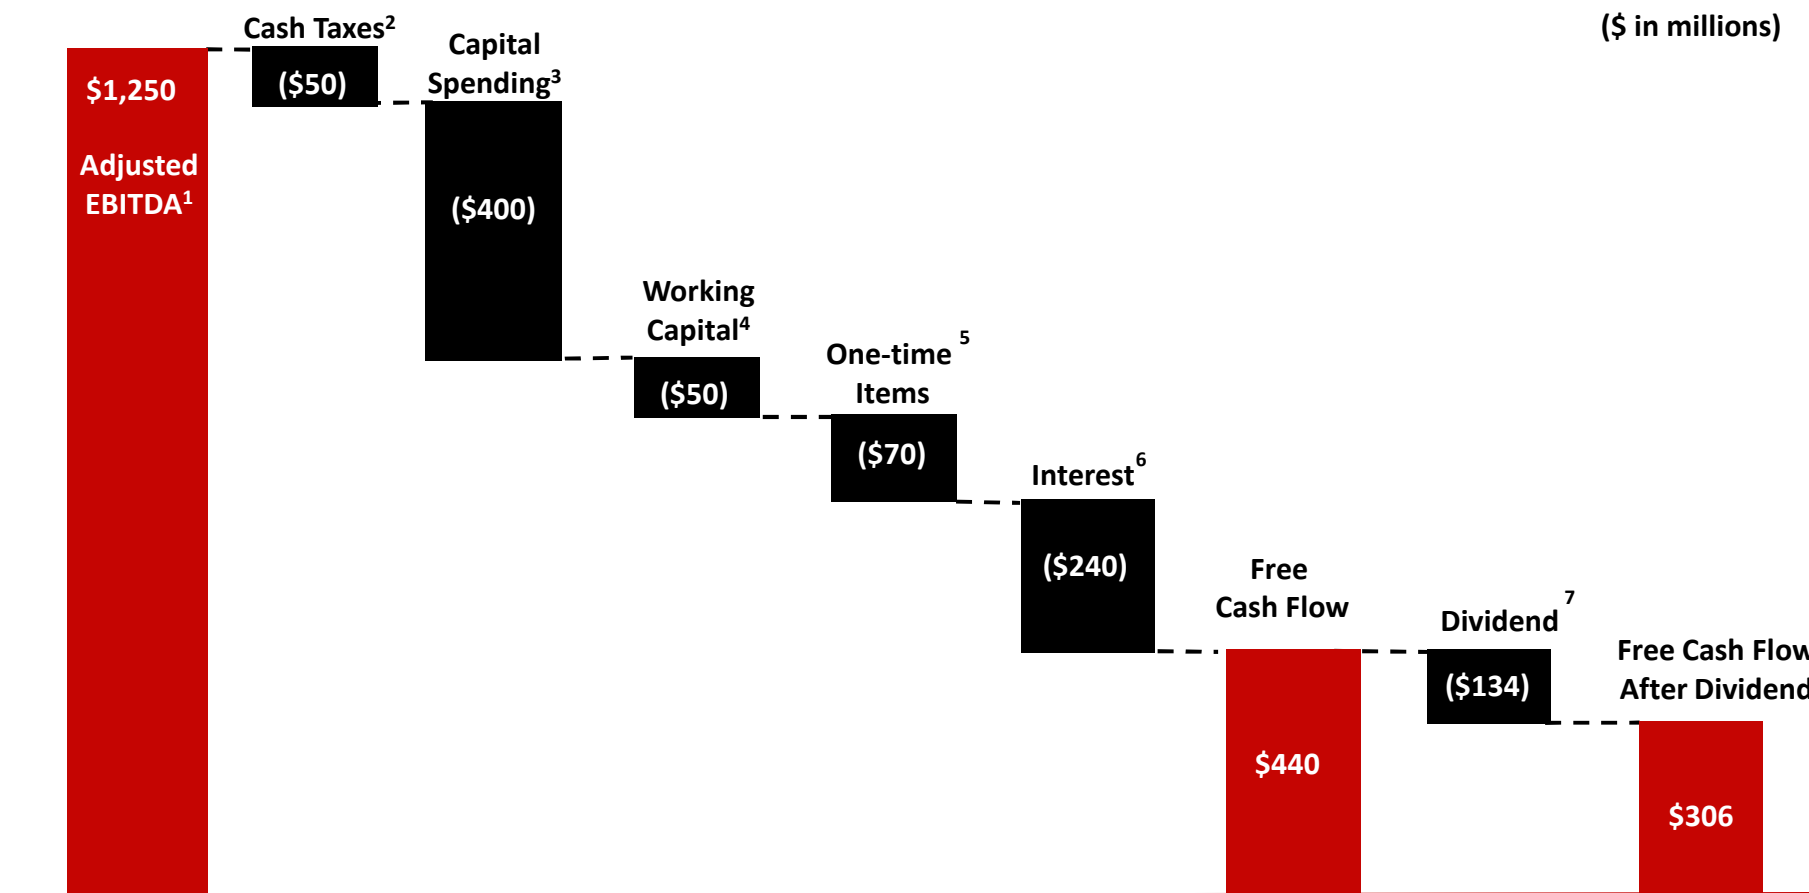 ($ in millions)
Cash Taxes²
($50)
Capital
Spending³
($400)
$1,250
Adjusted
EBITDA¹
Working
Capital⁴
($50)
One-time ⁵
Items
($70)
Interest⁶
($240)
Free
Cash Flow
$440
Dividend ⁷
($134)
Free Cash Flow
After Dividend
$306